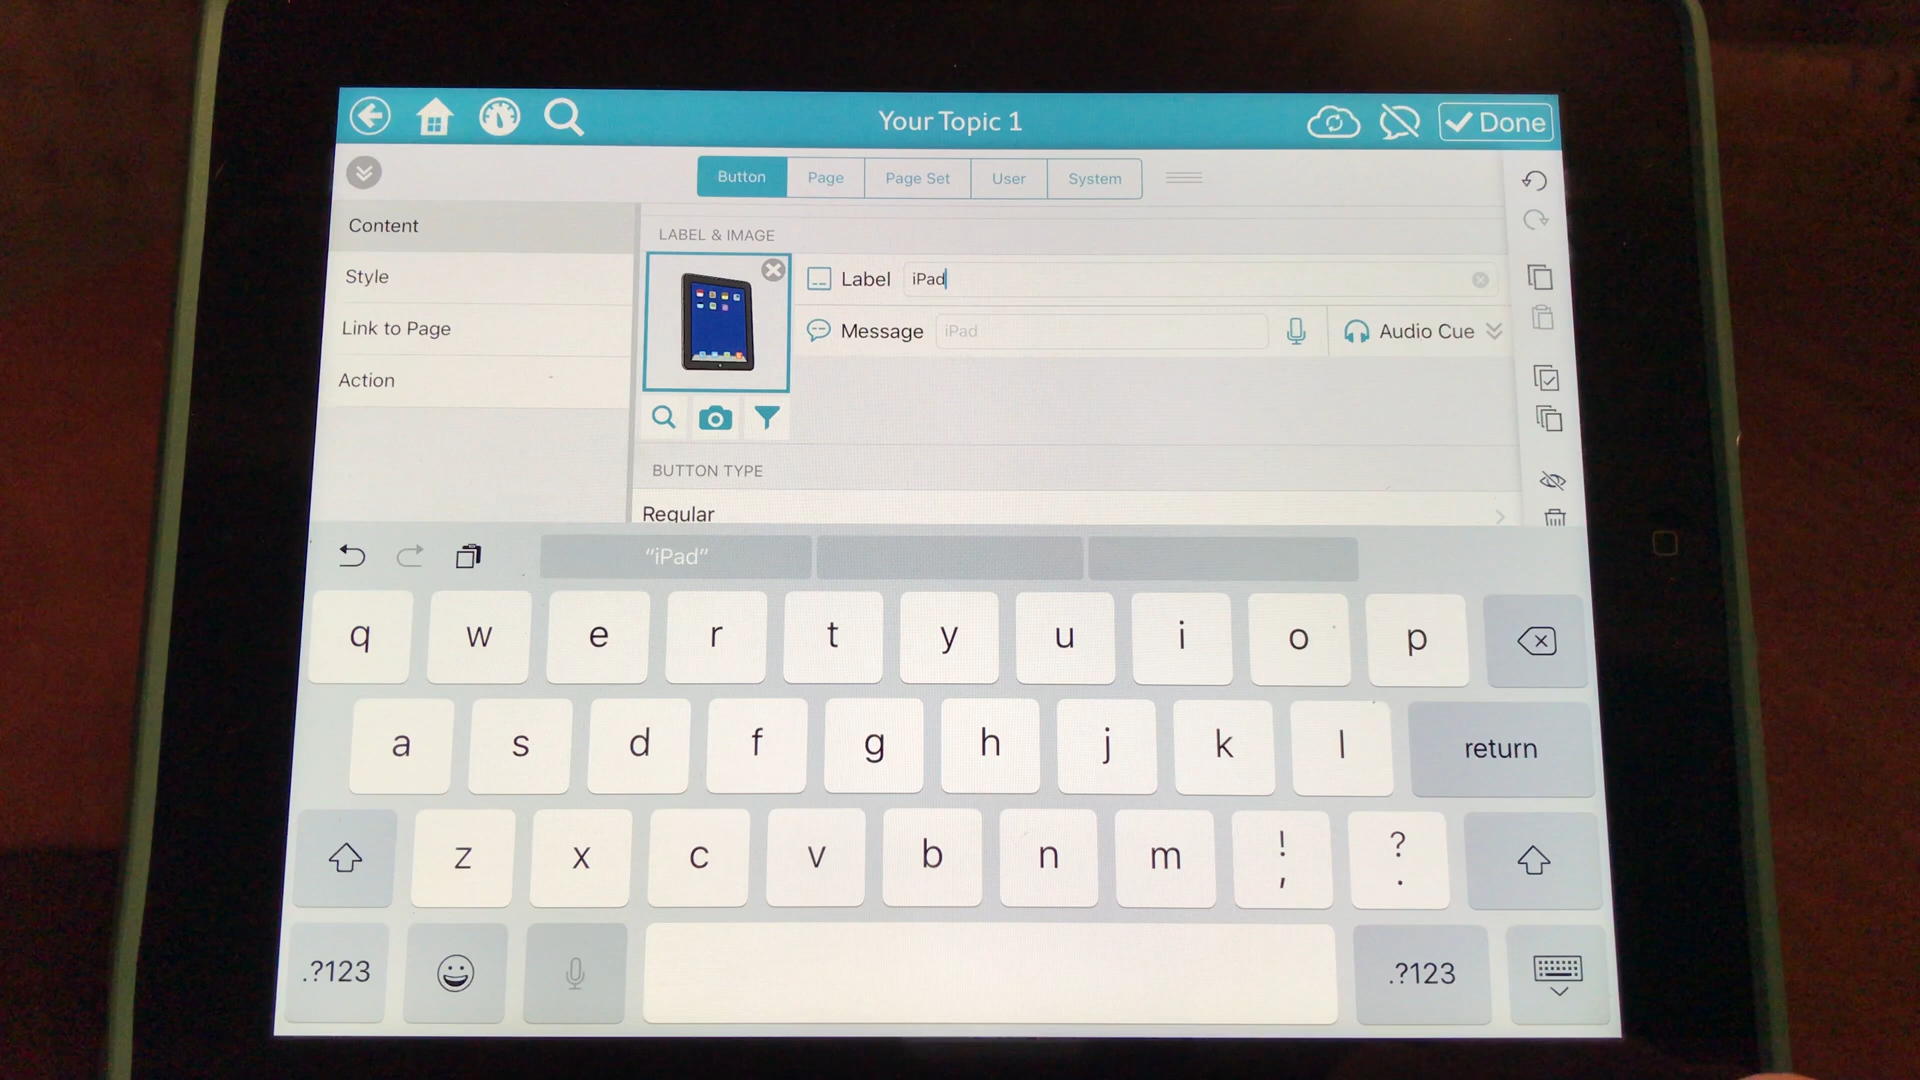 Your Topic 1
Done
Button Page Page Set User System
Content
Style
Link to Page
Action
LABEL & IMAGE
Label iPad
Message iPad
Audio Cue
BUTTON TYPE
Regular
“iPad”
q w e r t y u i o p
a s d f g h j k l return
z x c v b n m ! , ? .
.?123 .?123